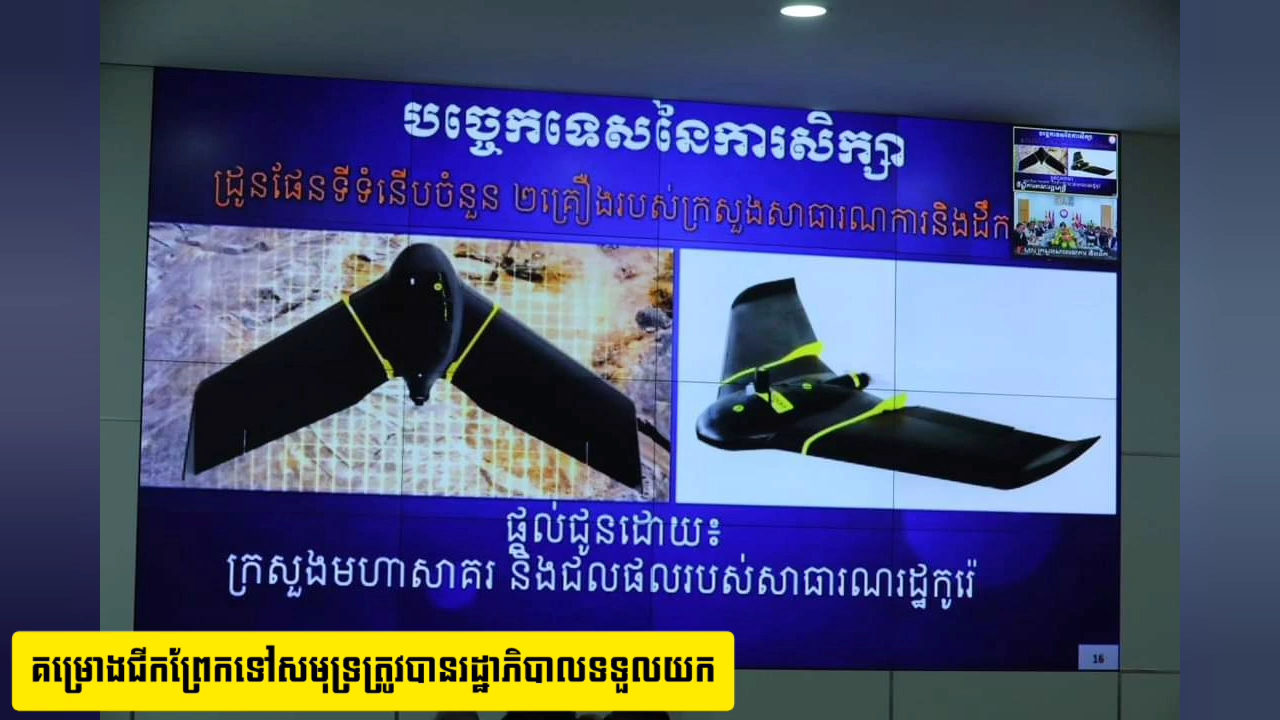 បច្ចេកទេសនៃការសិក្សា
ដ្រូនផែនទីទំនើបចំនួន ២គ្រឿងរបស់ក្រសួងសាធារណការនិងដឹក
ផ្តល់ជូនដោយ៖
ក្រសួងមហាសាគរ និងជលផលរបស់សាធារណរដ្ឋកូរ៉េ
16
គម្រោងជីកព្រែកទៅសមុទ្រត្រូវបានរដ្ឋាភិបាលទទួលយក